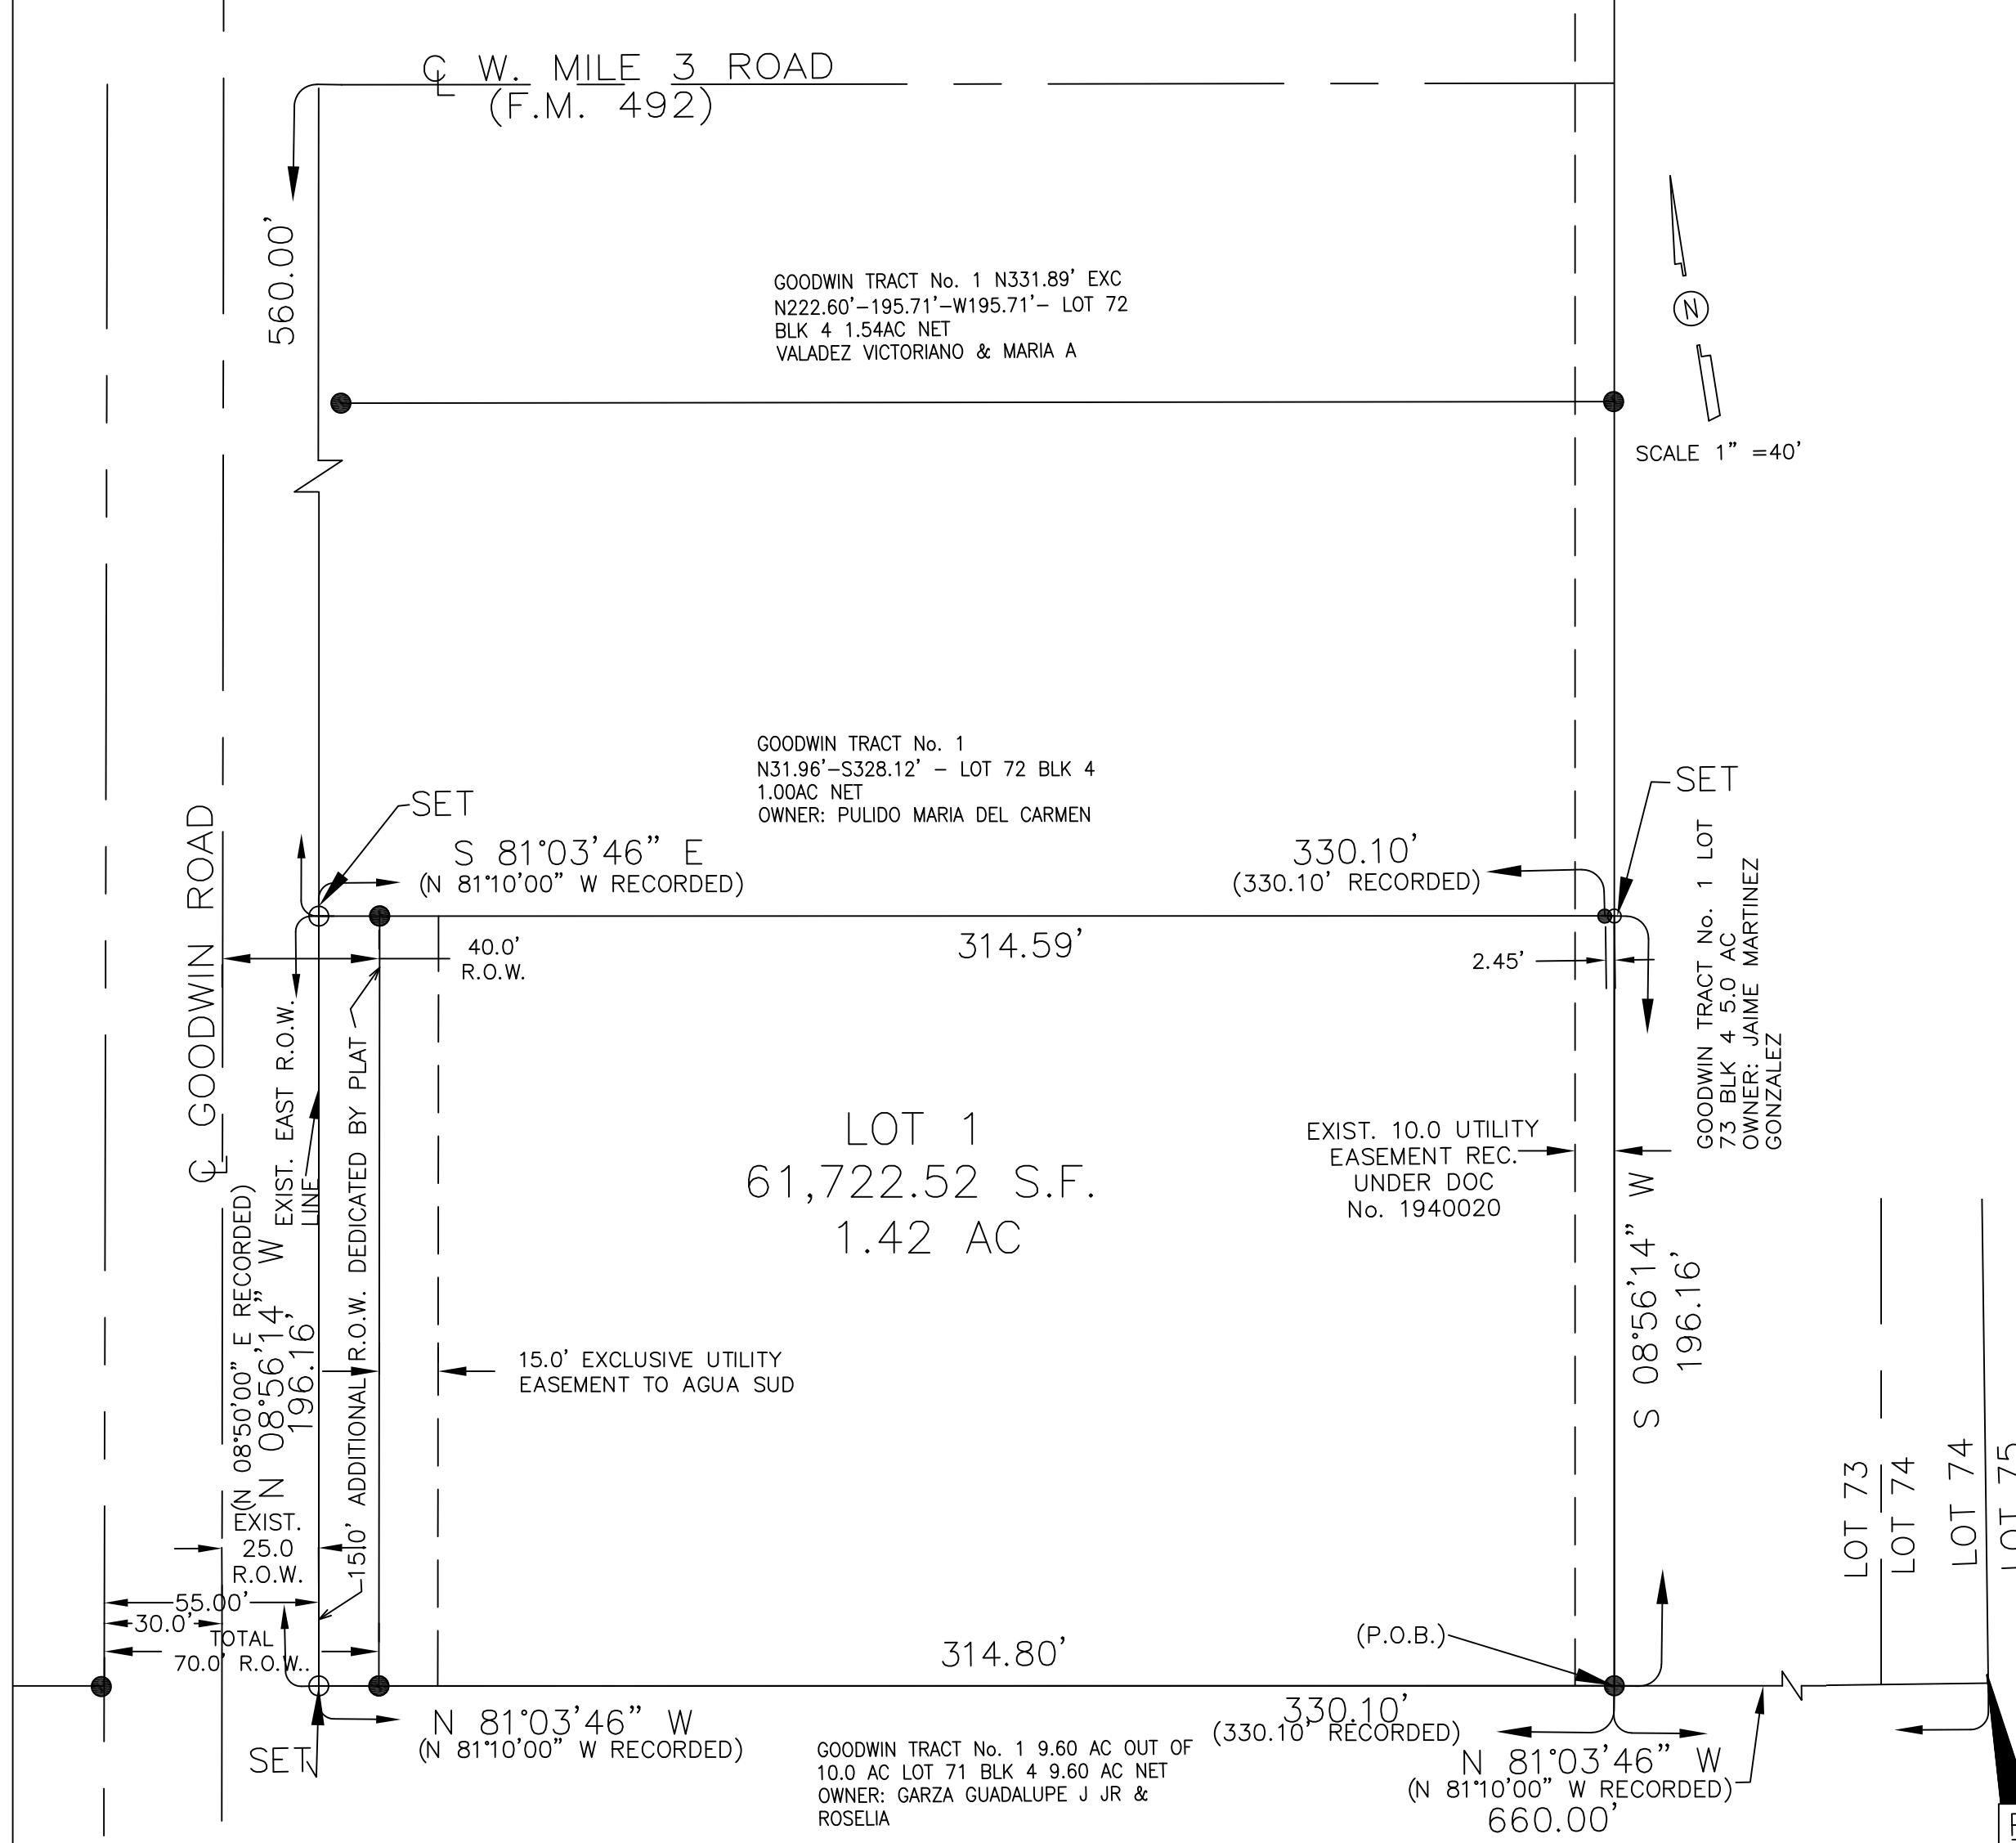 ℄ W. MILE 3 ROAD
(F.M. 492)
560.00'
GOODWIN TRACT No. 1 N331.89' EXC
N222.60'-195.71'-W195.71'- LOT 72
BLK 4 1.54AC NET
VALADEZ VICTORIANO & MARIA A
N
SCALE 1" =40'
GOODWIN TRACT No. 1
N31.96'-S328.12' - LOT 72 BLK 4
1.00AC NET
OWNER: PULIDO MARIA DEL CARMEN
SET
SET
S 81°03'46" E
(N 81°10'00" W RECORDED)
330.10'
(330.10' RECORDED)
314.59'
40.0'
R.O.W.
2.45'
℄ GOODWIN ROAD
EXIST. EAST R.O.W.
LINE
15.0' ADDITIONAL R.O.W. DEDICATED BY PLAT
GOODWIN TRACT No. 1 LOT
73 BLK 4 5.0 AC
OWNER: JAIME MARTINEZ
GONZALEZ
LOT 1
61,722.52 S.F.
1.42 AC
EXIST. 10.0 UTILITY
EASEMENT REC.
UNDER DOC
No. 1940020
(N 08°50'00" E RECORDED)
N 08°56'14" W
196.16'
S 08°56'14" W
196.16'
15.0' EXCLUSIVE UTILITY
EASEMENT TO AGUA SUD
LOT 73
LOT 74
LOT 74
LOT 75
EXIST.
25.0
R.O.W.
55.00'
30.0'
TOTAL
70.0' R.O.W..
314.80'
(P.O.B.)
SET
N 81°03'46" W
(N 81°10'00" W RECORDED)
330.10'
(330.10' RECORDED)
GOODWIN TRACT No. 1 9.60 AC OUT OF
10.0 AC LOT 71 BLK 4 9.60 AC NET
OWNER: GARZA GUADALUPE J JR &
ROSELIA
N 81°03'46" W
(N 81°10'00" W RECORDED)
660.00'